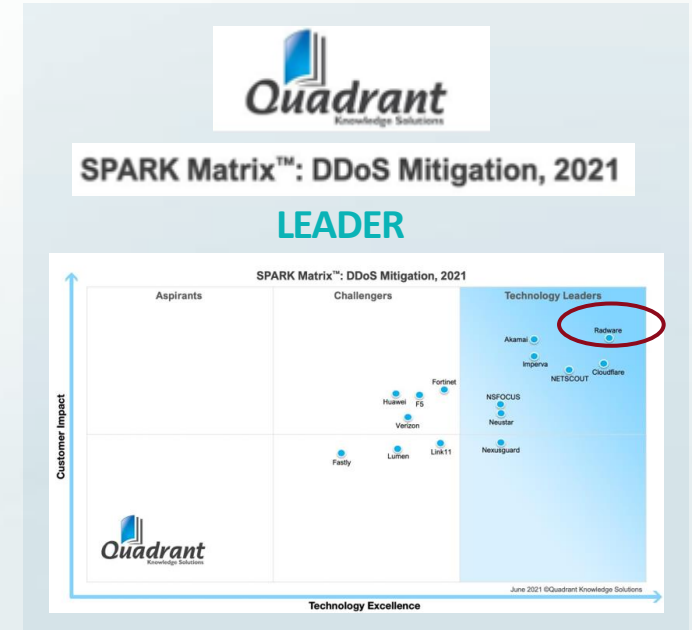 Quadrant
Knowledge Solutions
SPARK Matrix™: DDoS Mitigation, 2021
LEADER
SPARK Matrix™: DDoS Mitigation, 2021
Aspirants
Challengers
Technology Leaders
Radware
Akamai
Imperva
NETSCOUT
Cloudflare
Fortinet
Huawei
F5
NSFOCUS
Verizon
Neustar
Fastly
Lumen
Link11
Nexusguard
Customer Impact
Quadrant
Knowledge Solutions
June 2021 ©Quadrant Knowledge Solutions
Technology Excellence